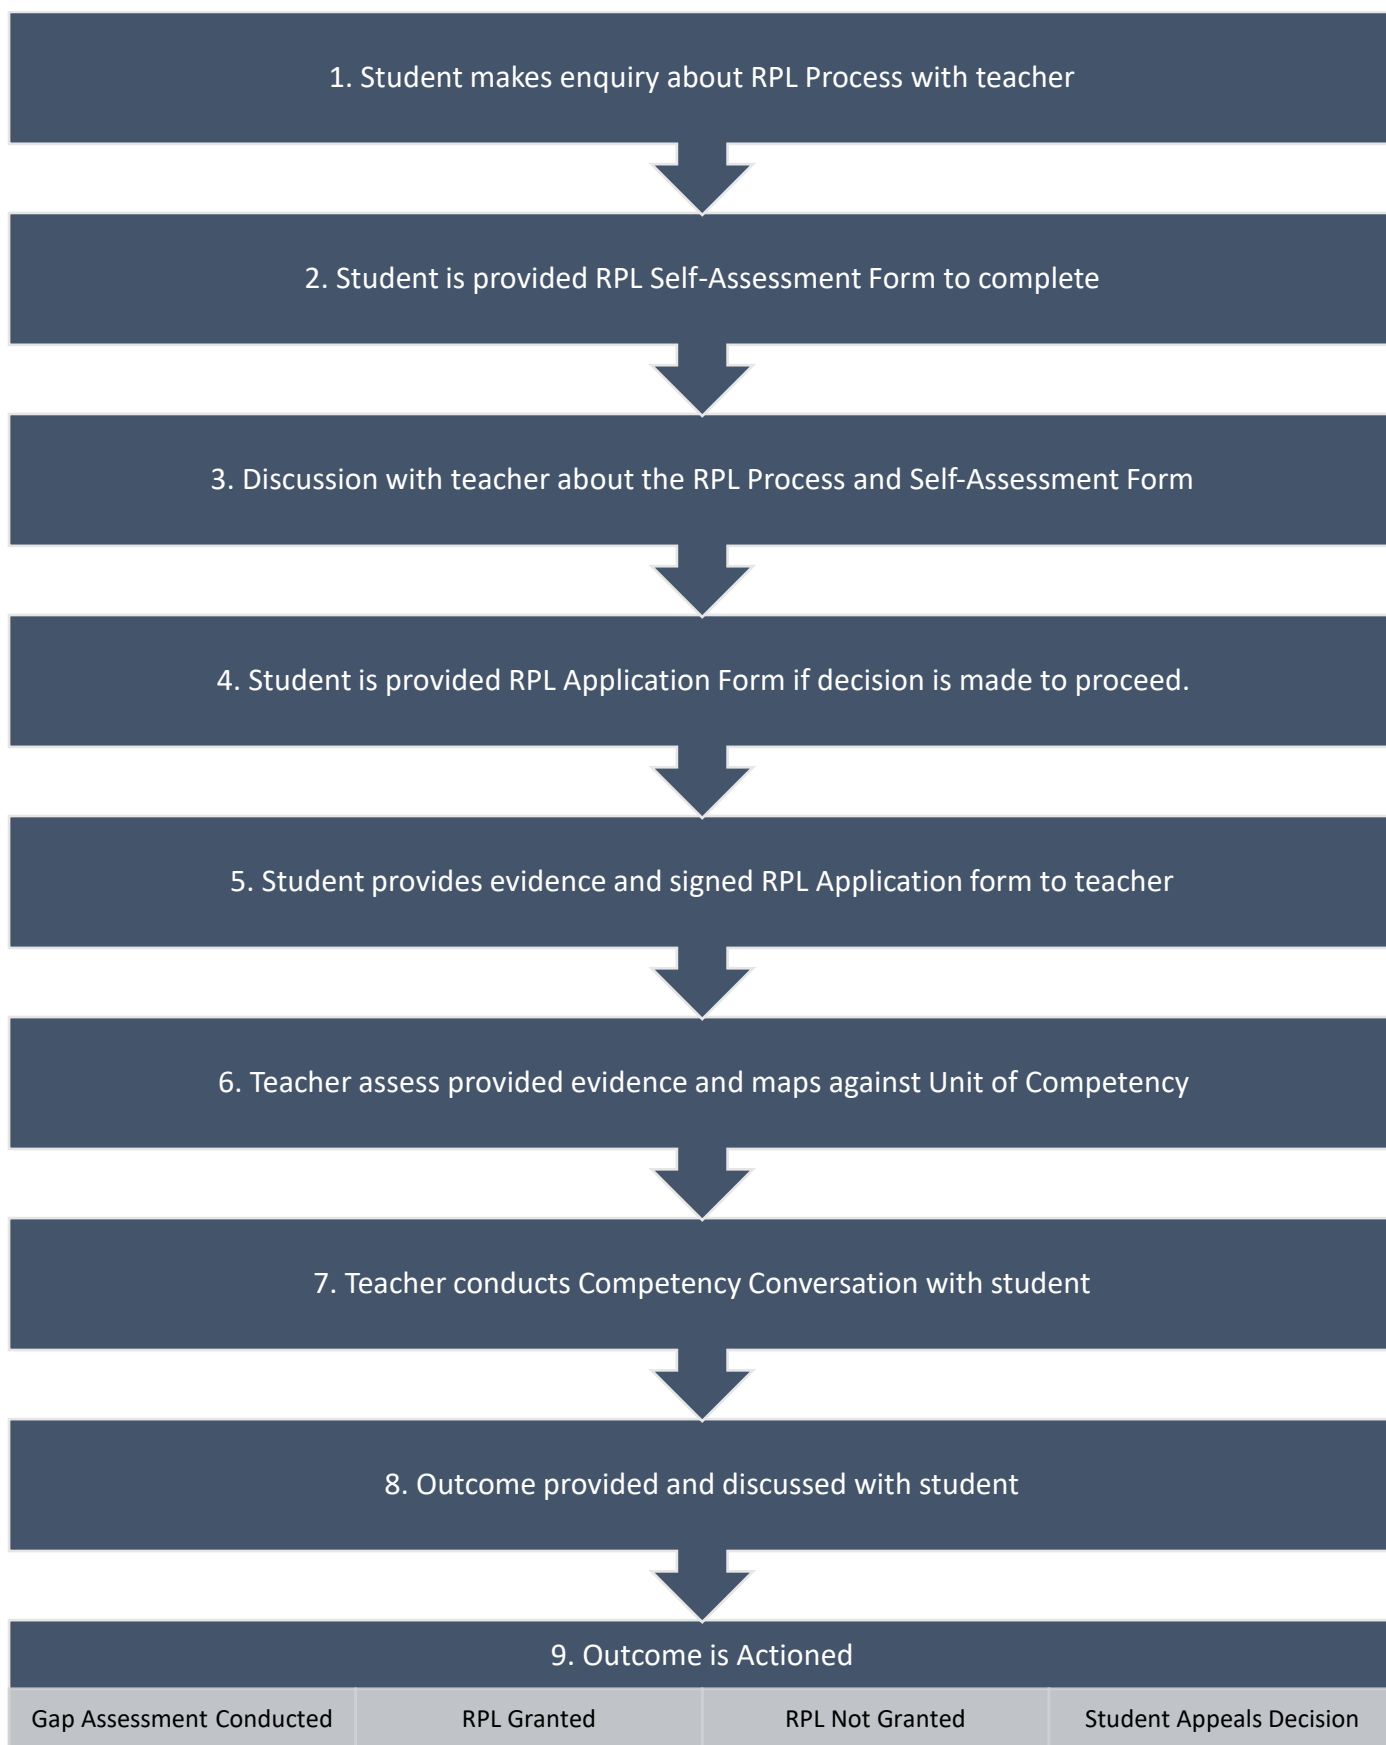 1. Student makes enquiry about RPL Process with teacher
2. Student is provided RPL Self-Assessment Form to complete
3. Discussion with teacher about the RPL Process and Self-Assessment Form
4. Student is provided RPL Application Form if decision is made to proceed.
5. Student provides evidence and signed RPL Application form to teacher
6. Teacher assess provided evidence and maps against Unit of Competency
7. Teacher conducts Competency Conversation with student
8. Outcome provided and discussed with student
9. Outcome is Actioned
Gap Assessment Conducted
RPL Granted
RPL Not Granted
Student Appeals Decision